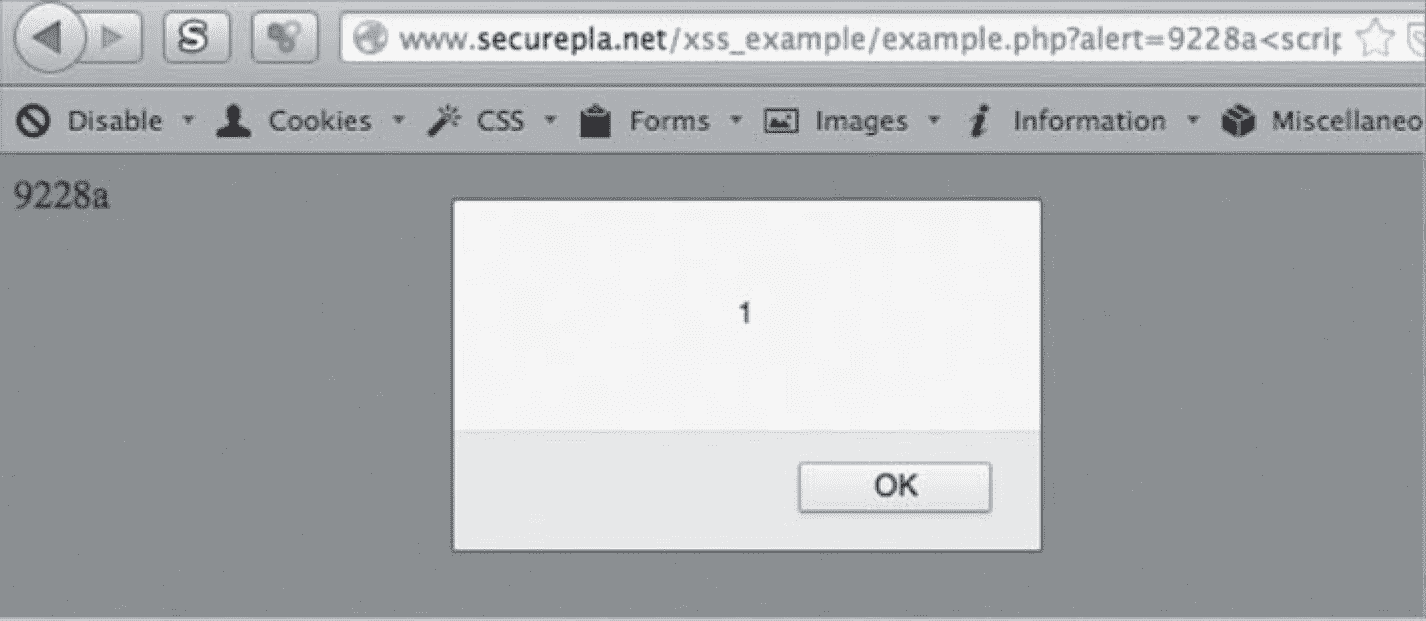 S
www.securepla.net/xss_example/example.php?alert=9228a<scrip
Disable Cookies CSS Forms Images Information Miscellaneo
9228a
1
OK